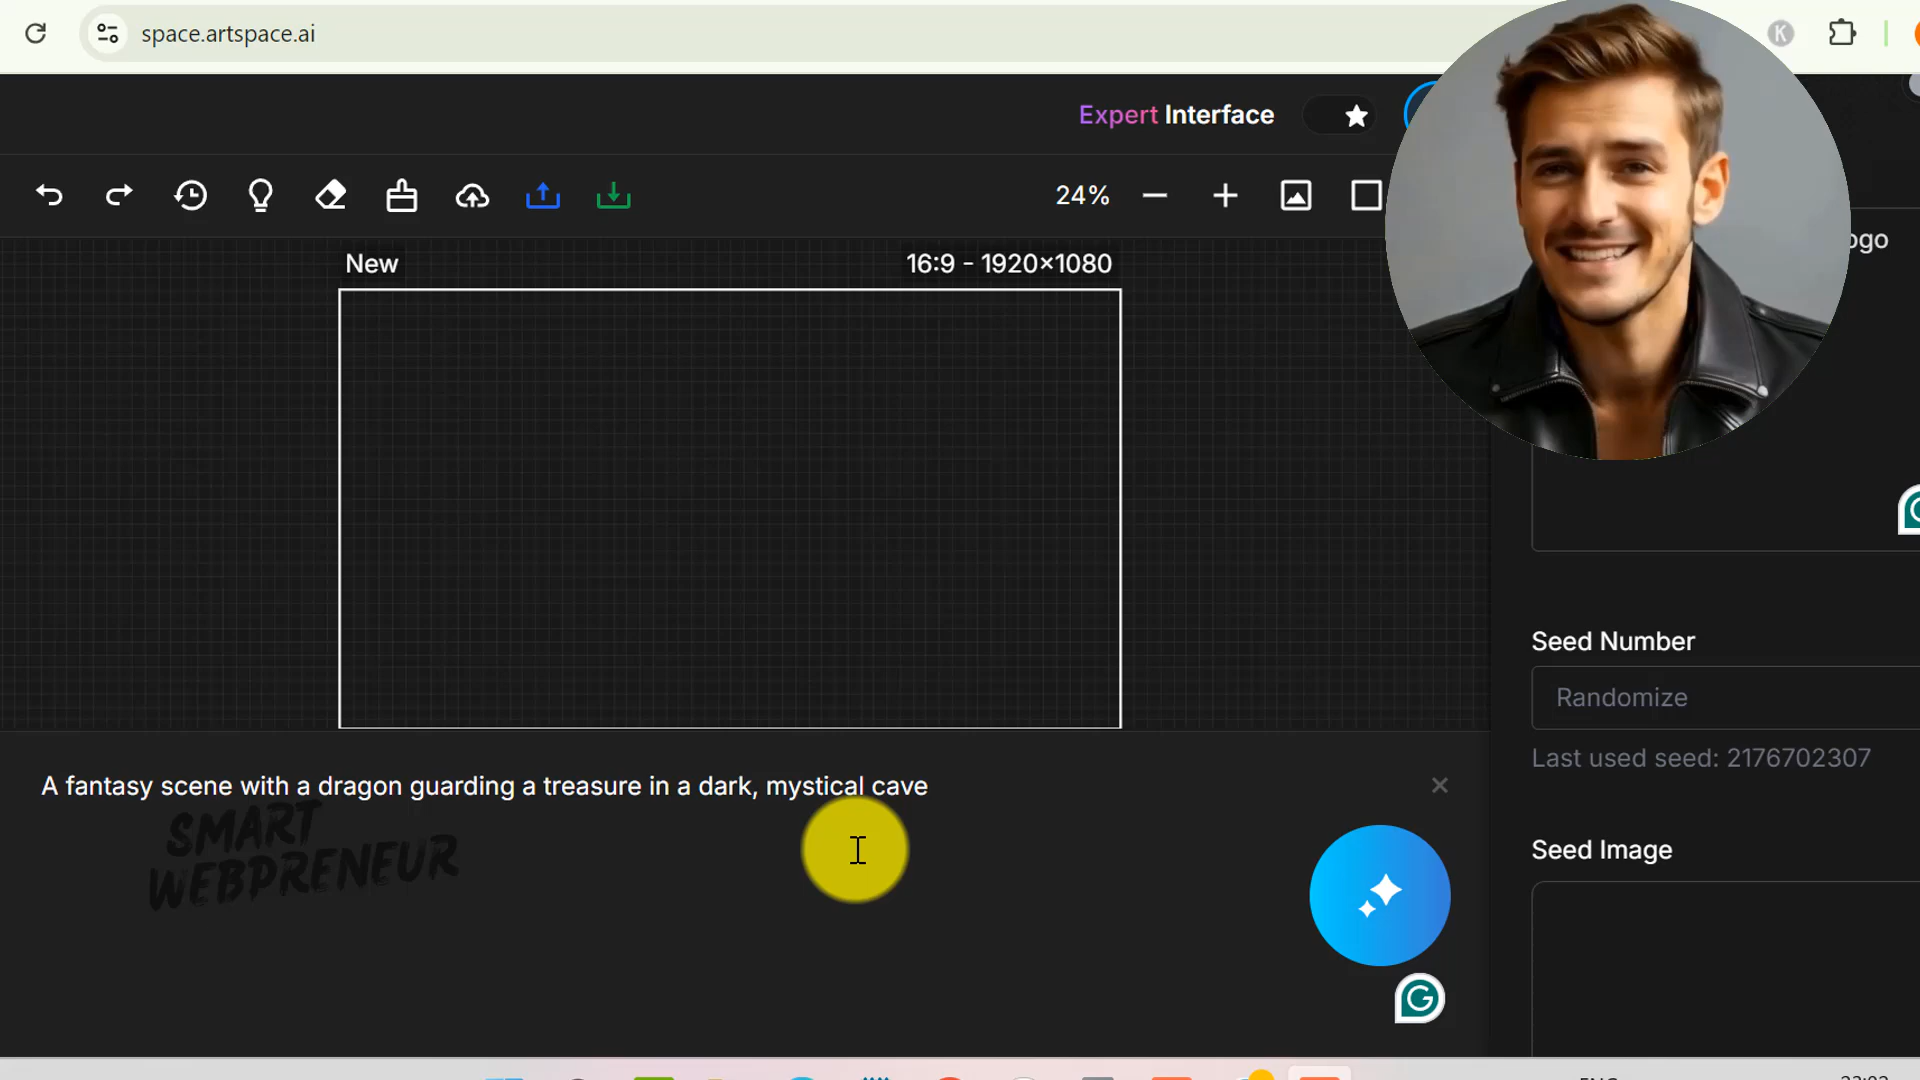 space.artspace.ai
K
Expert Interface
24%
New
16:9 - 1920×1080
ogo
A fantasy scene with a dragon guarding a treasure in a dark, mystical cave
SMART
WEBPRENEUR
Seed Number
Randomize
Last used seed: 2176702307
Seed Image
G